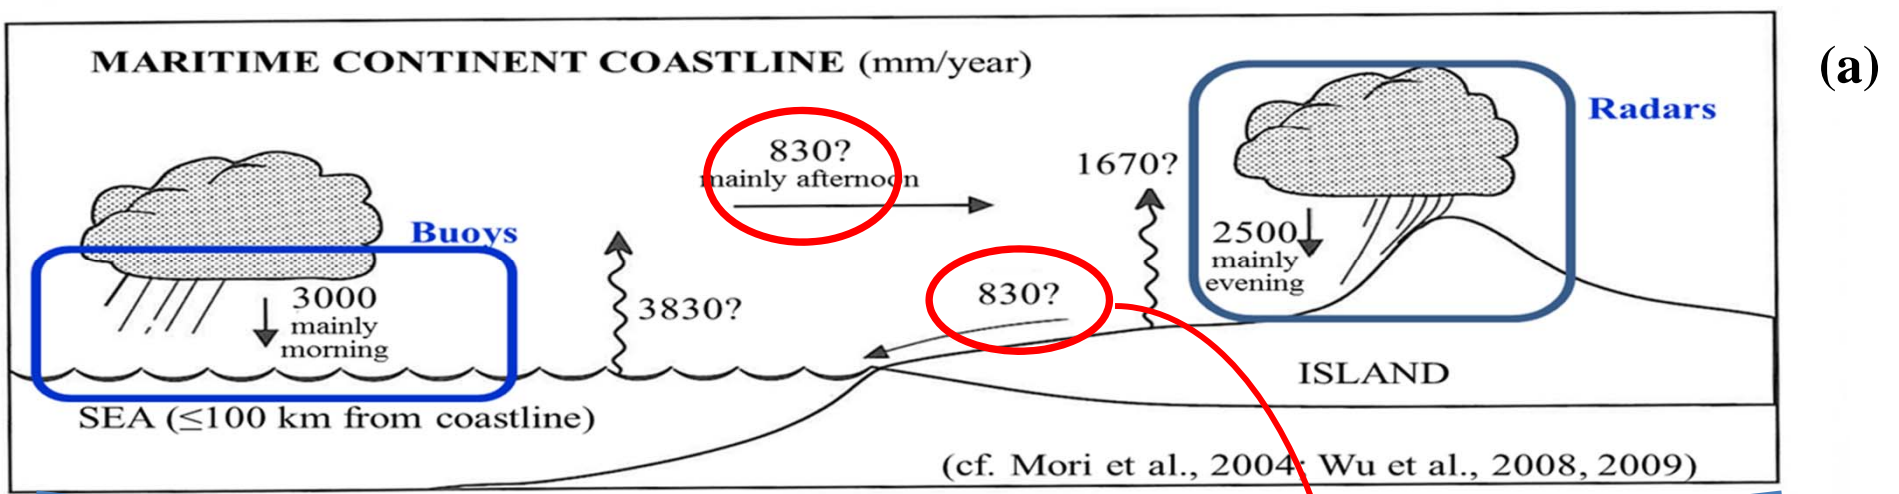 (a)
MARITIME CONTINENT COASTLINE (mm/year)
Radars
830?
mainly afternoon
1670?
Buoys
2500
mainly
evening
3000
mainly
morning
3830?
830?
ISLAND
SEA (≤100 km from coastline)
(cf. Mori et al., 2004; Wu et al., 2008, 2009)